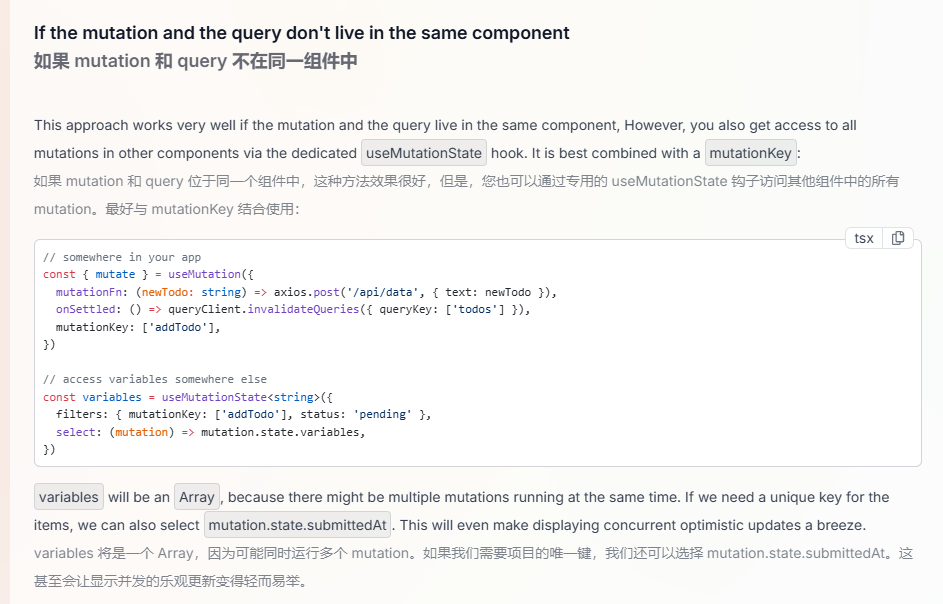 If the mutation and the query don't live in the same component
如果 mutation 和 query 不在同一组件中
This approach works very well if the mutation and the query live in the same component, However, you also get access to all
mutations in other components via the dedicated useMutationState hook. It is best combined with a mutationKey:
如果 mutation 和 query 位于同一个组件中，这种方法效果很好，但是，您也可以通过专用的 useMutationState 钩子访问其他组件中的所有
mutation。最好与 mutationKey 结合使用：
tsx
// somewhere in your app
const { mutate } = useMutation({
  mutationFn: (newTodo: string) => axios.post('/api/data', { text: newTodo }),
  onSettled: () => queryClient.invalidateQueries({ queryKey: ['todos'] }),
  mutationKey: ['addTodo'],
})
// access variables somewhere else
const variables = useMutationState<string>({
  filters: { mutationKey: ['addTodo'], status: 'pending' },
  select: (mutation) => mutation.state.variables,
})
variables will be an Array, because there might be multiple mutations running at the same time. If we need a unique key for the
items, we can also select mutation.state.submittedAt. This will even make displaying concurrent optimistic updates a breeze.
variables 将是一个 Array，因为可能同时运行多个 mutation。如果我们需要项目的唯一键，我们还可以选择 mutation.state.submittedAt。这
甚至会让显示并发的乐观更新变得轻而易举。